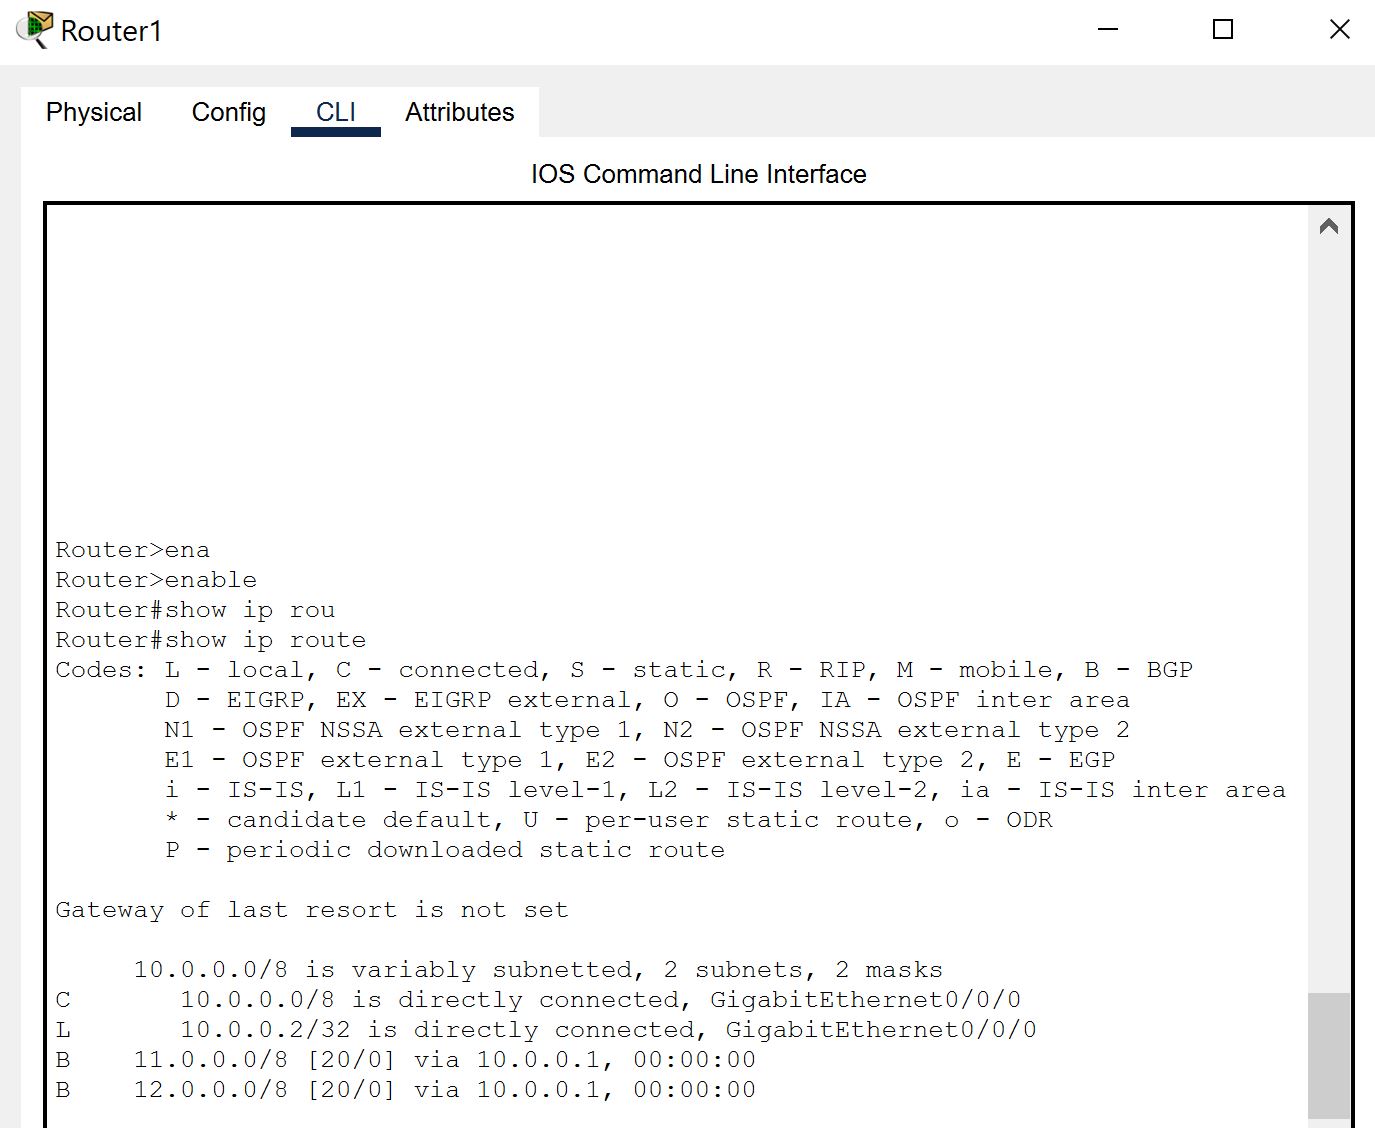 Router1
Physical Config CLI Attributes
IOS Command Line Interface
Router>ena
Router>enable
Router#show ip rou
Router#show ip route
Codes: L - local, C - connected, S - static, R - RIP, M - mobile, B - BGP
       D - EIGRP, EX - EIGRP external, O - OSPF, IA - OSPF inter area
       N1 - OSPF NSSA external type 1, N2 - OSPF NSSA external type 2
       E1 - OSPF external type 1, E2 - OSPF external type 2, E - EGP
       i - IS-IS, L1 - IS-IS level-1, L2 - IS-IS level-2, ia - IS-IS inter area
       * - candidate default, U - per-user static route, o - ODR
       P - periodic downloaded static route
Gateway of last resort is not set
     10.0.0.0/8 is variably subnetted, 2 subnets, 2 masks
C       10.0.0.0/8 is directly connected, GigabitEthernet0/0/0
L       10.0.0.2/32 is directly connected, GigabitEthernet0/0/0
B    11.0.0.0/8 [20/0] via 10.0.0.1, 00:00:00
B    12.0.0.0/8 [20/0] via 10.0.0.1, 00:00:00